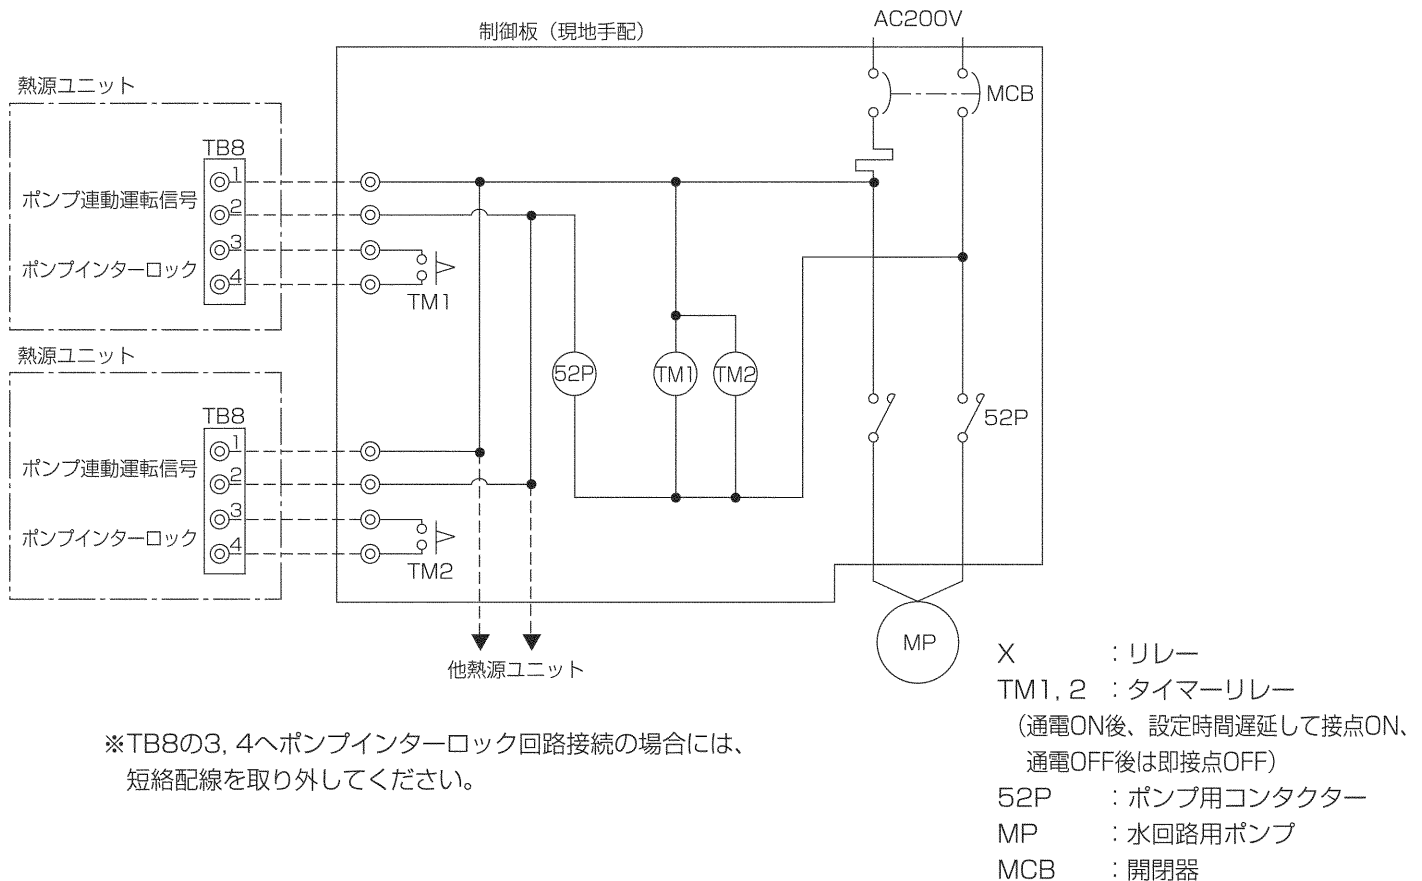 制御板（現地手配）
AC200V
MCB
熱源ユニット
TB8
ポンプ連動運転信号
1
2
ポンプインターロック
3
4
TM1
熱源ユニット
TB8
ポンプ連動運転信号
1
2
ポンプインターロック
3
4
TM2
52P
TM1
TM2
52P
MP
他熱源ユニット
※TB8の3, 4へポンプインターロック回路接続の場合には、
短絡配線を取り外してください。
X ：リレー
TM1, 2 ：タイマーリレー
（通電ON後、設定時間遅延して接点ON、
通電OFF後は即接点OFF）
52P ：ポンプ用コンタクター
MP ：水回路用ポンプ
MCB ：開閉器